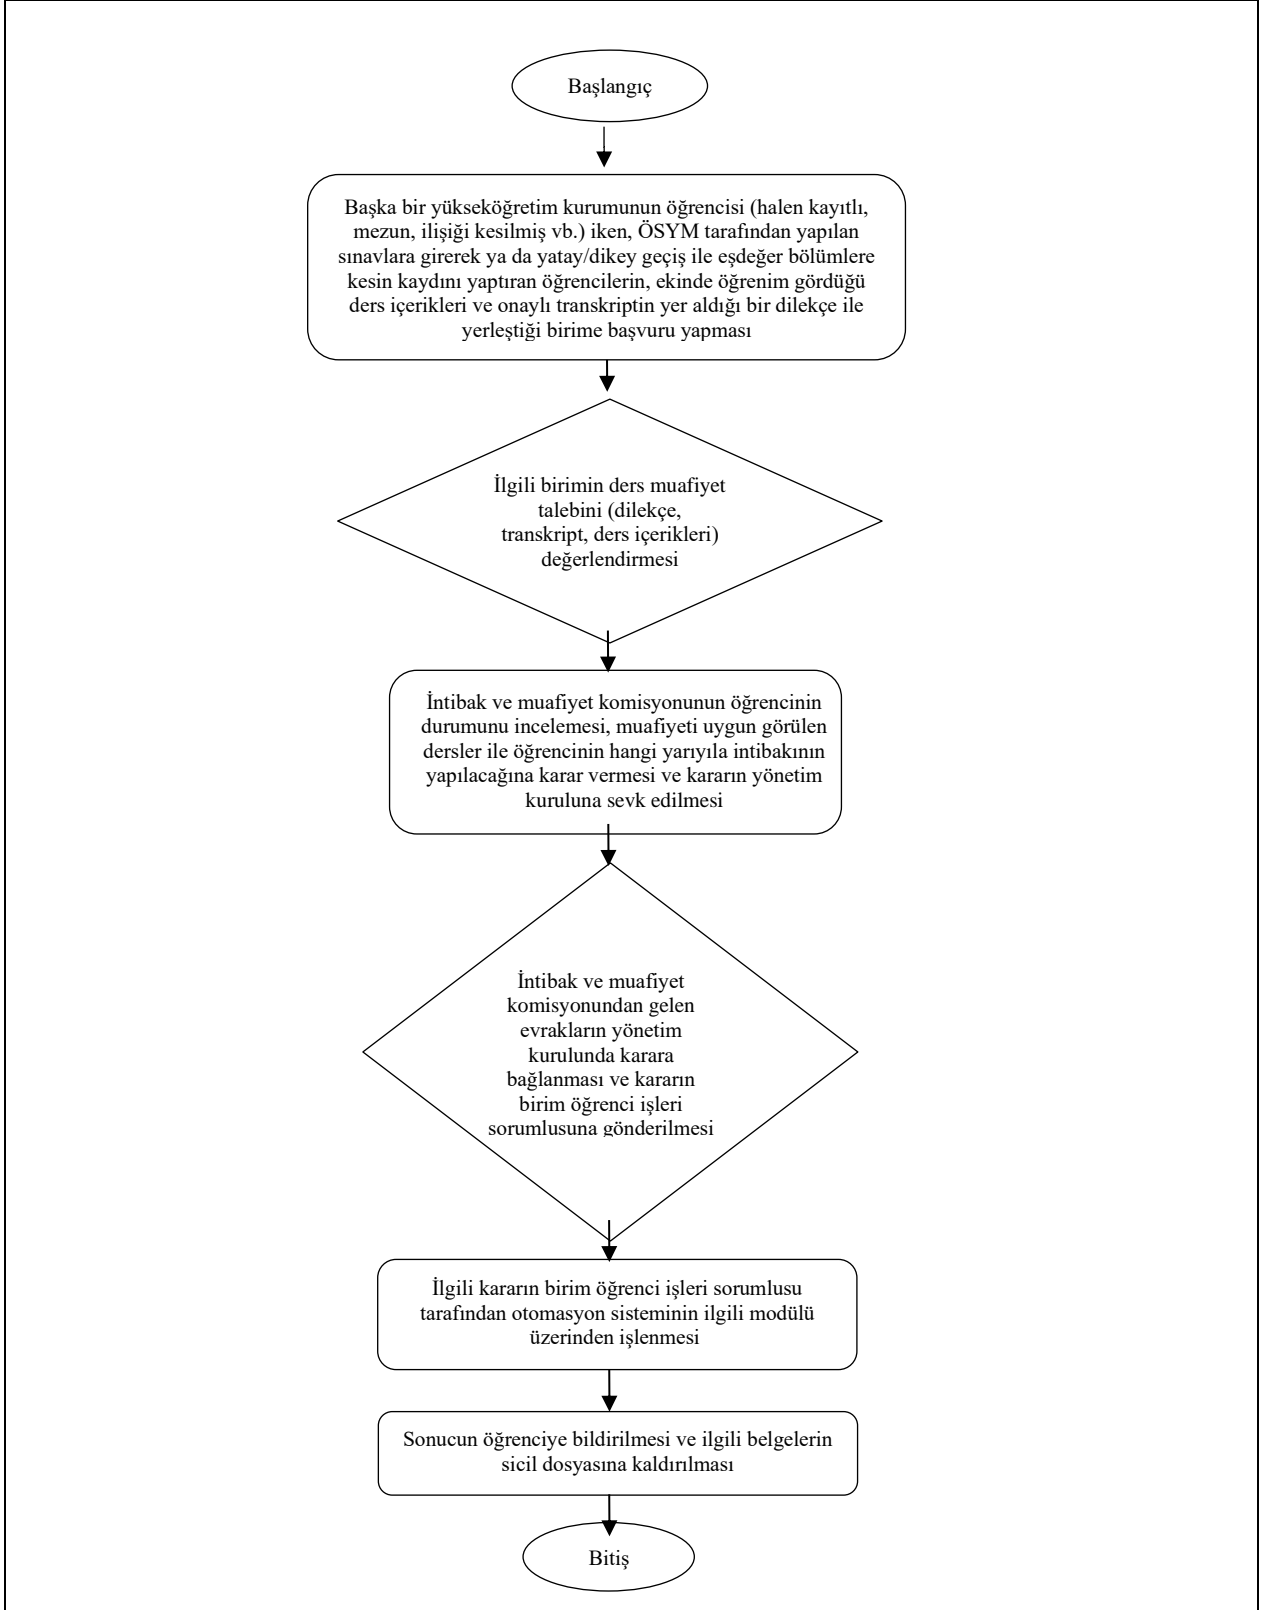 Başlangıç
Başka bir yükseköğretim kurumunun öğrencisi (halen kayıtlı,
mezun, ilişiği kesilmiş vb.) iken, ÖSYM tarafından yapılan
sınavlara girerek ya da yatay/dikey geçiş ile eşdeğer bölümlere
kesin kaydını yaptıran öğrencilerin, ekinde öğrenim gördüğü
ders içerikleri ve onaylı transkriptin yer aldığı bir dilekçe ile
yerleştiği birime başvuru yapması
İlgili birimin ders muafiyet
talebini (dilekçe,
transkript, ders içerikleri)
değerlendirmesi
İntibak ve muafiyet komisyonunun öğrencinin
durumunu incelemesi, muafiyeti uygun görülen
dersler ile öğrencinin hangi yarıyıla intibakının
yapılacağına karar vermesi ve kararın yönetim
kuruluna sevk edilmesi
İntibak ve muafiyet
komisyonundan gelen
evrakların yönetim
kurulunda karara
bağlanması ve kararın
birim öğrenci işleri
sorumlusuna gönderilmesi
İlgili kararın birim öğrenci işleri sorumlusu
tarafından otomasyon sisteminin ilgili modülü
üzerinden işlenmesi
Sonucun öğrenciye bildirilmesi ve ilgili belgelerin
sicil dosyasına kaldırılması
Bitiş